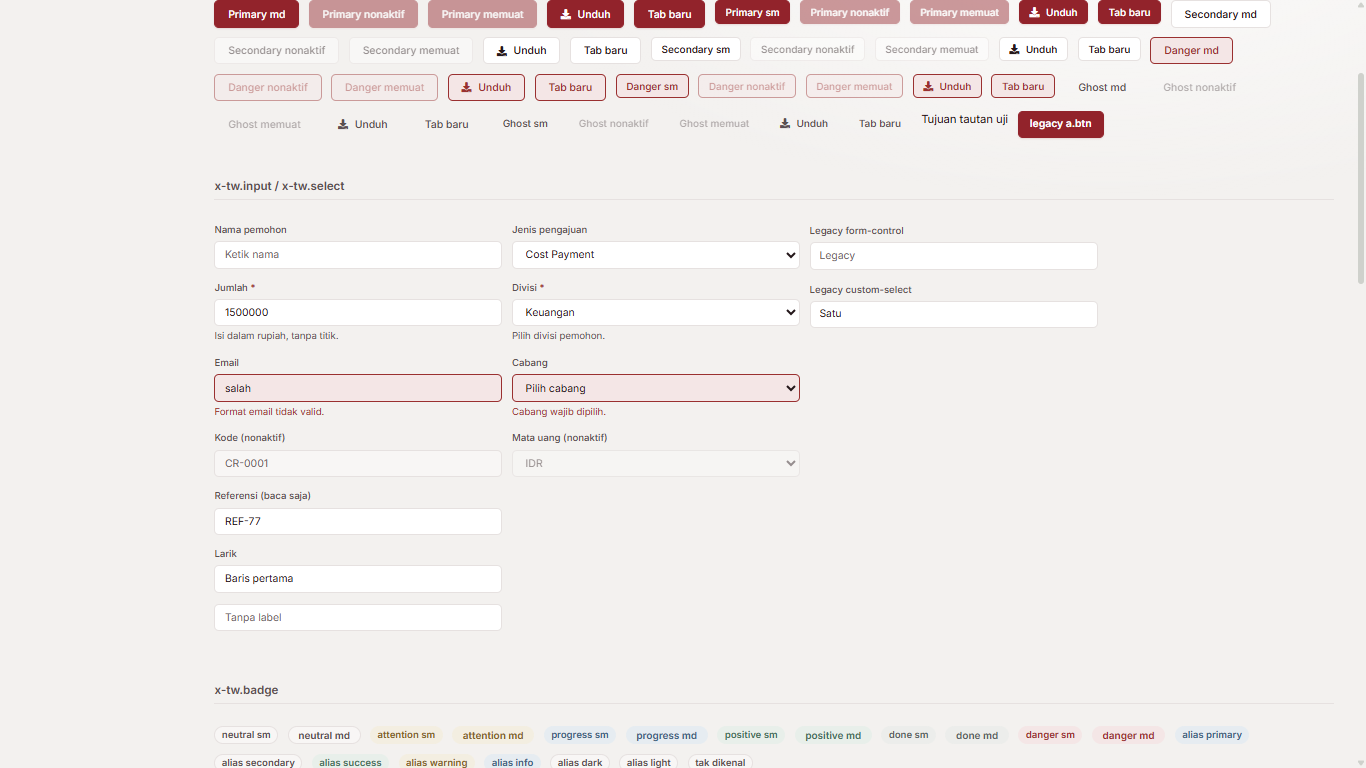 Primary md Primary nonaktif Primary memuat Unduh Tab baru Primary sm Primary nonaktif Primary memuat Unduh Tab baru Secondary md
Secondary nonaktif Secondary memuat Unduh Tab baru Secondary sm Secondary nonaktif Secondary memuat Unduh Tab baru Danger md
Danger nonaktif Danger memuat Unduh Tab baru Danger sm Danger nonaktif Danger memuat Unduh Tab baru Ghost md Ghost nonaktif
Ghost memuat Unduh Tab baru Ghost sm Ghost nonaktif Ghost memuat Unduh Tab baru Tujuan tautan uji legacy a.btn
x-tw.input / x-tw.select
Nama pemohon
Ketik nama
Jumlah *
1500000
Isi dalam rupiah, tanpa titik.
Email
salah
Format email tidak valid.
Kode (nonaktif)
CR-0001
Referensi (baca saja)
REF-77
Larik
Baris pertama
Tanpa label
Jenis pengajuan
Cost Payment
Divisi *
Keuangan
Pilih divisi pemohon.
Cabang
Pilih cabang
Cabang wajib dipilih.
Mata uang (nonaktif)
IDR
Legacy form-control
Legacy
Legacy custom-select
Satu
x-tw.badge
neutral sm neutral md attention sm attention md progress sm progress md positive sm positive md done sm done md danger sm danger md alias primary
alias secondary alias success alias warning alias info alias dark alias light tak dikenal